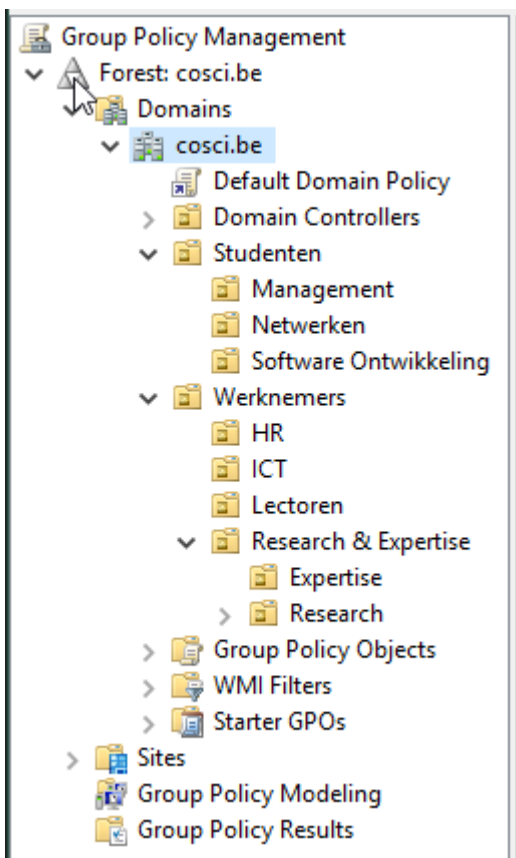 Group Policy Management
Forest: cosci.be
Domains
cosci.be
Default Domain Policy
Domain Controllers
Studenten
Management
Netwerken
Software Ontwikkeling
Werknemers
HR
ICT
Lectoren
Research & Expertise
Expertise
Research
Group Policy Objects
WMI Filters
Starter GPOs
Sites
Group Policy Modeling
Group Policy Results